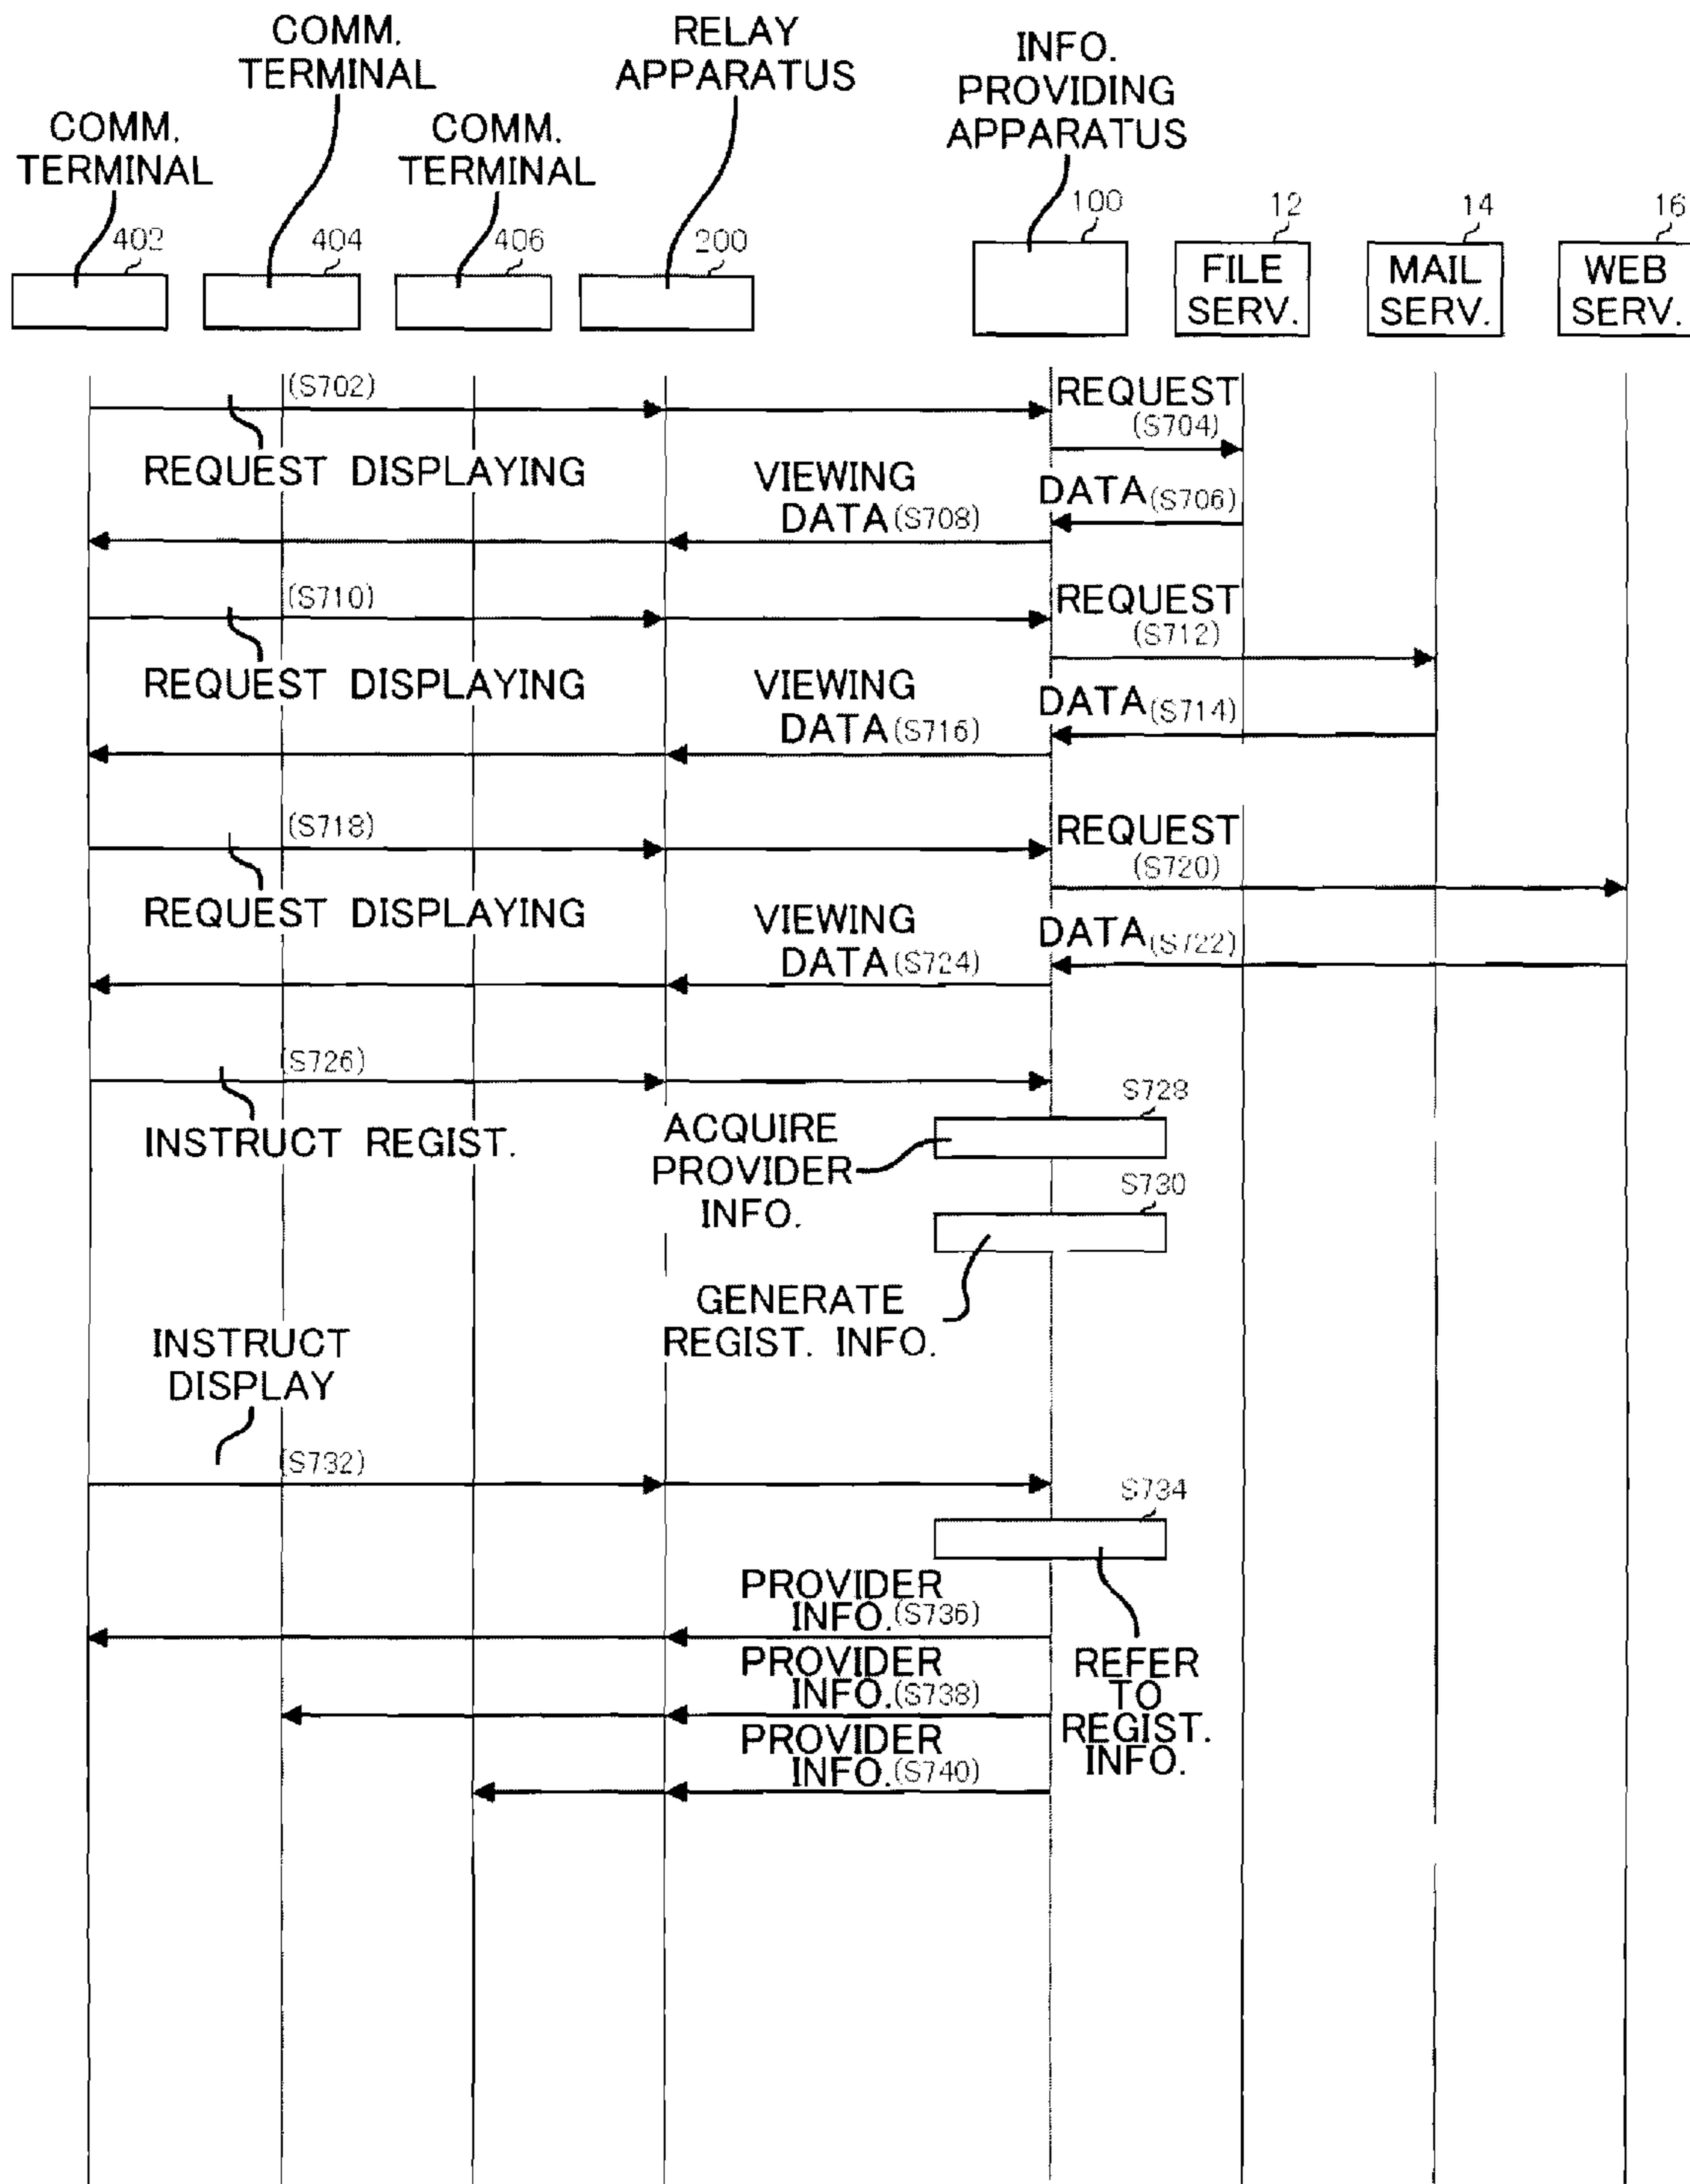 COMM.
TERMINAL
RELAY
APPARATUS
INFO.
PROVIDING
APPARATUS
COMM.
TERMINAL
COMM.
TERMINAL
402
404
406
200
100
12
14
16
FILE
SERV.
MAIL
SERV.
WEB
SERV.
(S702)
REQUEST
(S704)
REQUEST DISPLAYING
VIEWING
DATA(S708)
DATA(S706)
(S710)
REQUEST
(S712)
REQUEST DISPLAYING
VIEWING
DATA(S716)
DATA(S714)
(S718)
REQUEST
(S720)
REQUEST DISPLAYING
VIEWING
DATA(S724)
DATA(S722)
(S726)
INSTRUCT REGIST.
S728
ACQUIRE
PROVIDER
INFO.
S730
GENERATE
REGIST. INFO.
INSTRUCT
DISPLAY
(S732)
S734
PROVIDER
INFO.(S736)
PROVIDER
INFO.(S738)
PROVIDER
INFO.(S740)
REFER
TO
REGIST.
INFO.